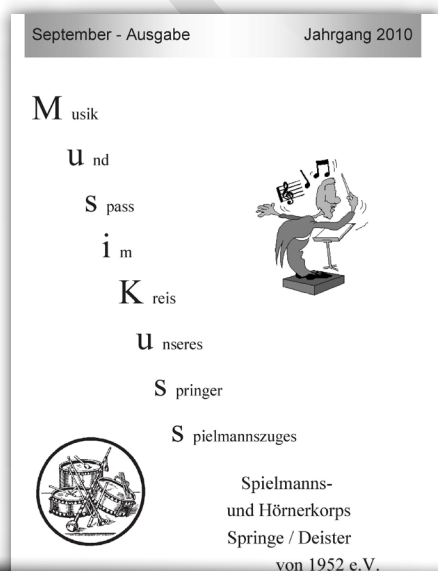 September - Ausgabe Jahrgang 2010
M usik
u nd
s pass
i m
K reis
u nseres
s pringer
s pielmannszuges
Spielmanns-
und Hörnerkorps
Springe / Deister
von 1952 e.V.